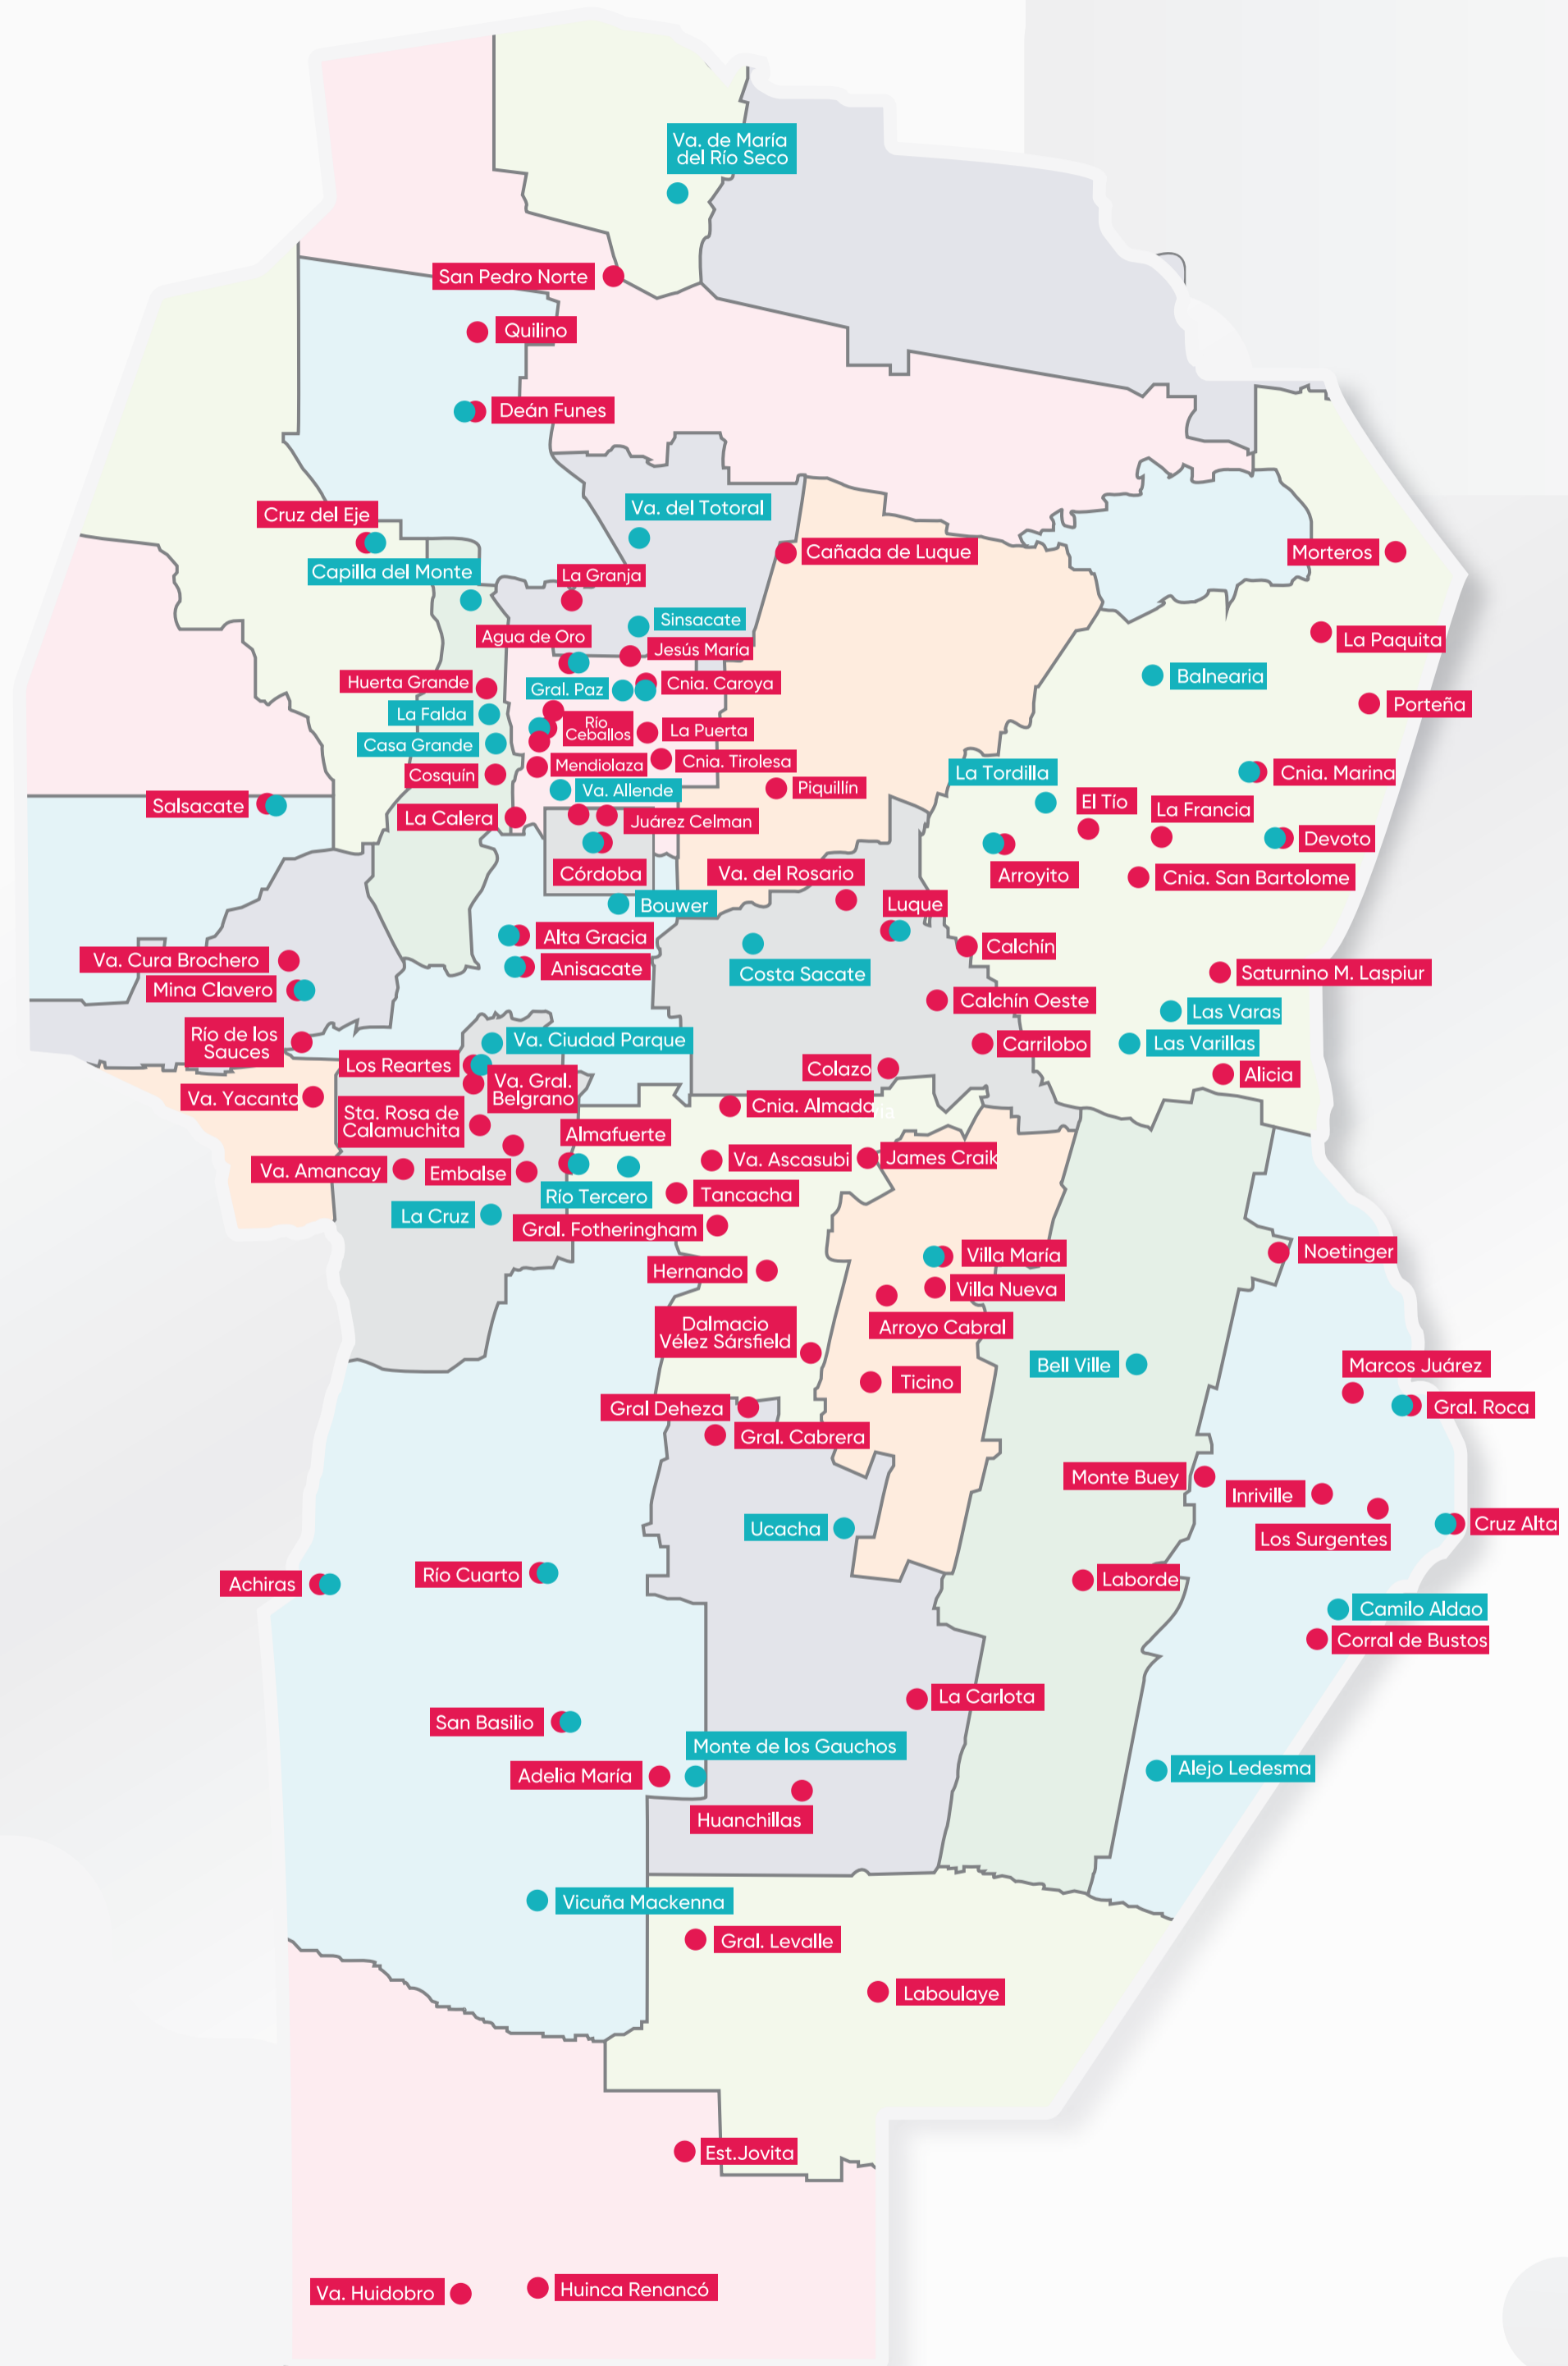 Va. de María
del Río Seco
San Pedro Norte
Quilino
Deán Funes
Va. del Totoral
Cruz del Eje
Cañada de Luque
Morteros
Capilla del Monte
La Granja
Sinsacate
Agua de Oro
La Paquita
Jesús María
Balnearia
Huerta Grande
Cnia. Caroya
Gral. Paz
Porteña
La Falda
Río
Ceballos
La Puerta
Casa Grande
Cnia. Tirolesa
Mendiolaza
La Tordilla
Cnia. Marina
Cosquín
Piquillín
Va. Allende
El Tío
Salsacate
La Francia
La Calera
Juárez Celman
Devoto
Córdoba
Va. del Rosario
Arroyito
Cnia. San Bartolome
Luque
Bouwer
Alta Gracia
Calchín
Va. Cura Brochero
Anisacate
Costa Sacate
Saturnino M. Laspiur
Mina Clavero
Calchín Oeste
Las Varas
Río de los
Sauces
Va. Ciudad Parque
Carrilobo
Las Varillas
Los Reartes
Colazo
Alicia
Va. Gral.
Belgrano
Va. Yacanto
Cnia. Almada
Sta. Rosa de
Calamuchita
Almafuerte
Va. Ascasubi
James Craik
Va. Amancay
Embalse
Río Tercero
Tancacha
La Cruz
Gral. Fotheringham
Villa María
Noetinger
Hernando
Villa Nueva
Dalmacio
Vélez Sársfield
Arroyo Cabral
Bell Ville
Marcos Juárez
Ticino
Gral Deheza
Gral. Roca
Gral. Cabrera
Monte Buey
Inriville
Ucacha
Cruz Alta
Los Surgentes
Río Cuarto
Achiras
Laborde
Camilo Aldao
Corral de Bustos
La Carlota
San Basilio
Monte de los Gauchos
Alejo Ledesma
Adelia María
Huanchillas
Vicuña Mackenna
Gral. Levalle
Laboulaye
Est.Jovita
Huinca Renancó
Va. Huidobro